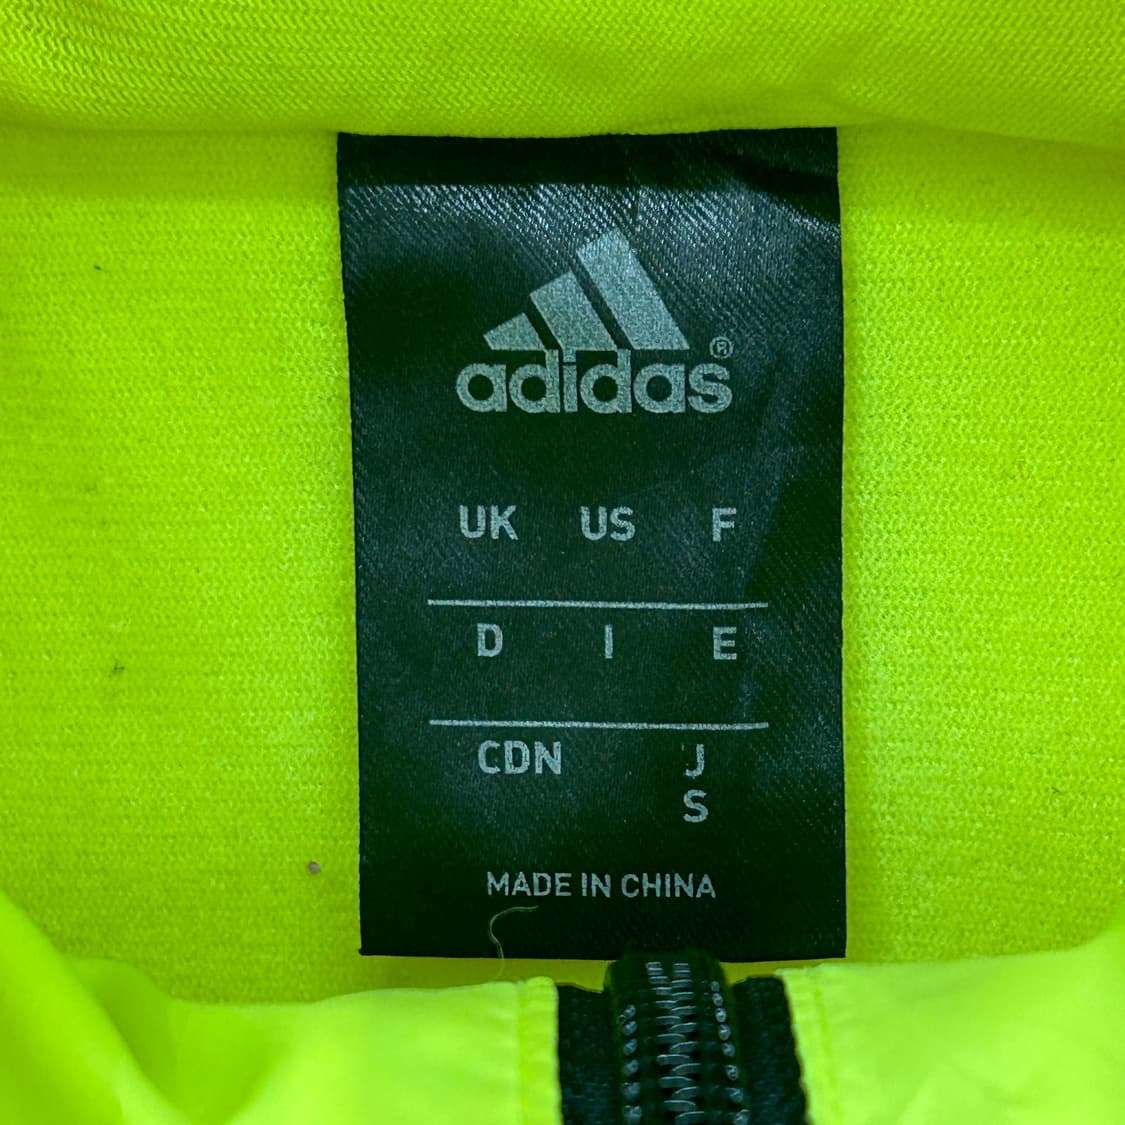 adidas®
UK US F
D I E
CDN J
S
MADE IN CHINA